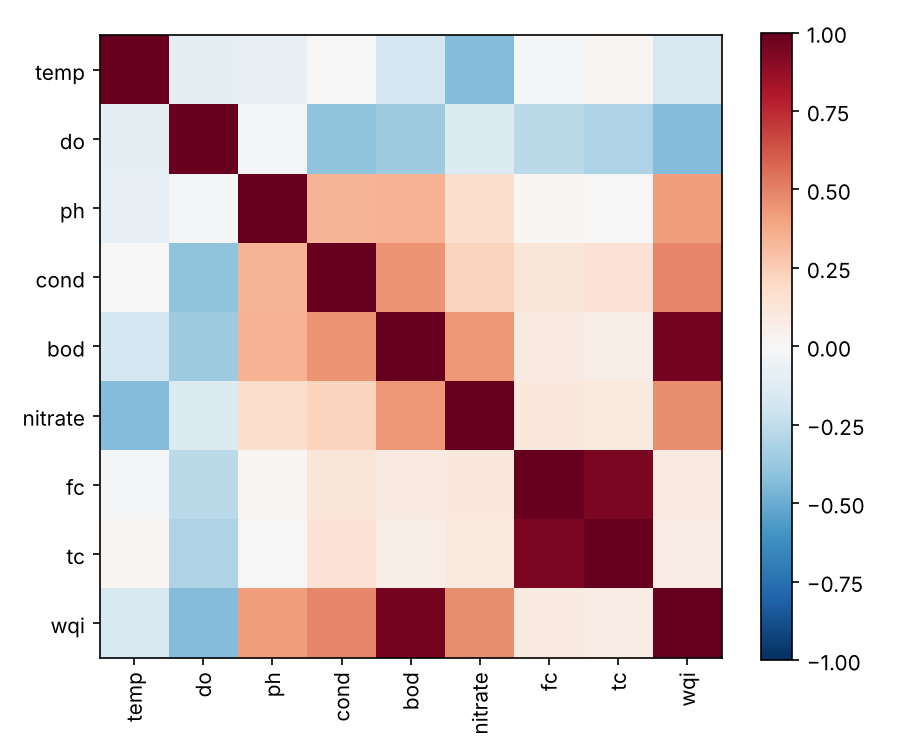 temp
do
ph
cond
bod
nitrate
fc
tc
wqi
temp
do
ph
cond
bod
nitrate
fc
tc
wqi
1.00
0.75
0.50
0.25
0.00
−0.25
−0.50
−0.75
−1.00